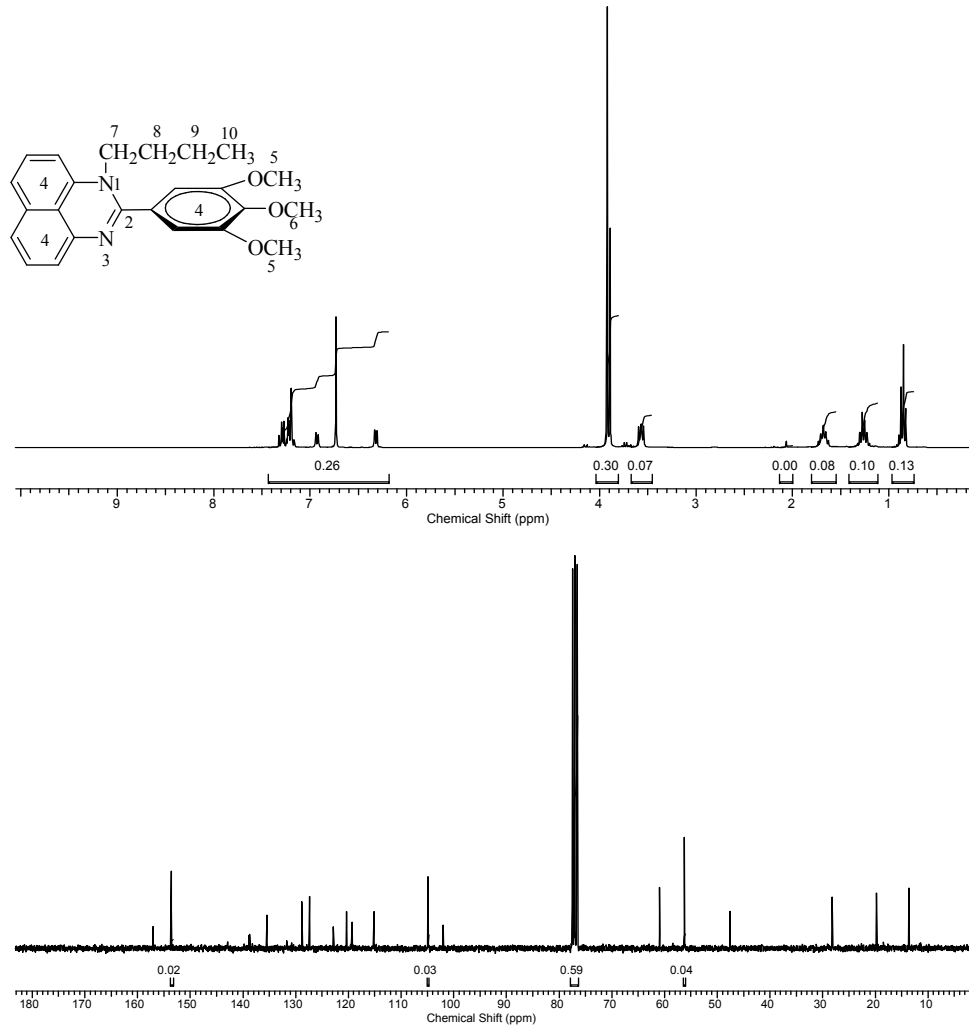 7 8 9 10
CH2CH2CH2CH3
5
OCH3
4
N1
4
OCH3
2
6
4
N
OCH3
3
5
0.26 0.30 0.07 0.00 0.08 0.10 0.13
9 8 7 6 5 4 3 2 1
Chemical Shift (ppm)
0.02 0.03 0.59 0.04
180 170 160 150 140 130 120 110 100 90 80 70 60 50 40 30 20 10
Chemical Shift (ppm)